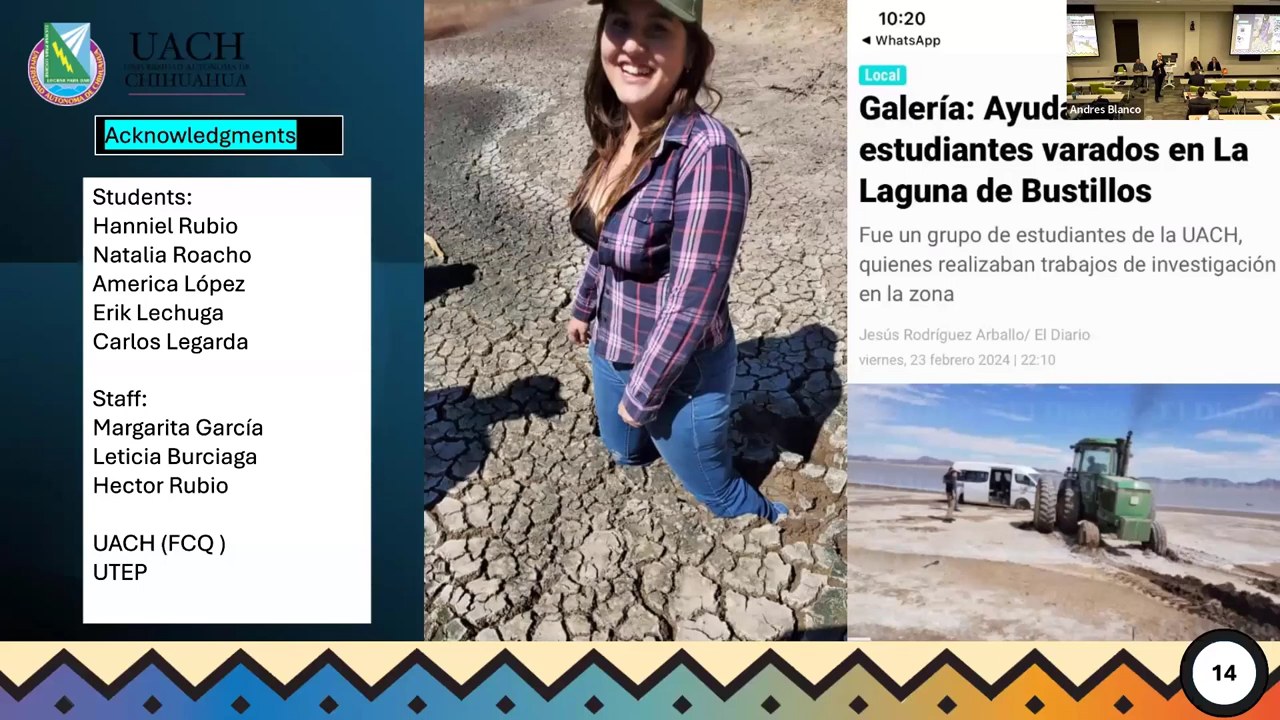 UACH
UNIVERSIDAD AUTÓNOMA DE
CHIHUAHUA
Acknowledgments
Students:
Hanniel Rubio
Natalia Roacho
America López
Erik Lechuga
Carlos Legarda
Staff:
Margarita García
Leticia Burciaga
Hector Rubio
UACH (FCQ )
UTEP
10:20
◄ WhatsApp
Local
Galería: Ayuda
estudiantes varados en La
Laguna de Bustillos
Fue un grupo de estudiantes de la UACH,
quienes realizaban trabajos de investigación
en la zona
Jesús Rodríguez Arballo/ El Diario
viernes, 23 febrero 2024 | 22:10
Andres Blanco
14